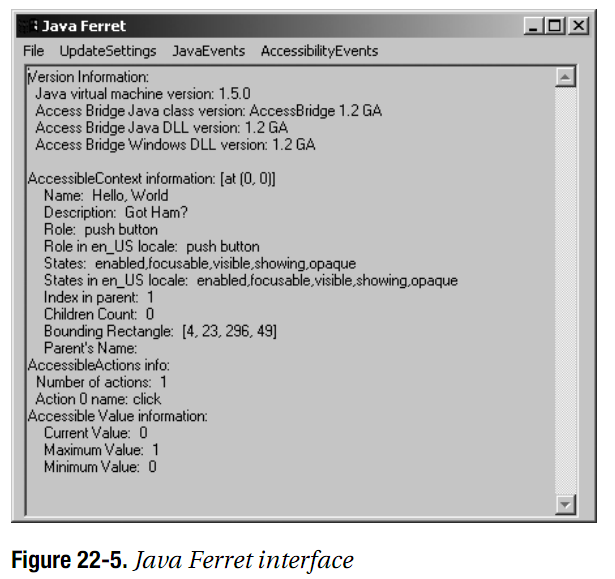 Java Ferret
File UpdateSettings JavaEvents AccessibilityEvents
Version Information:
Java virtual machine version: 1.5.0
Access Bridge Java class version: AccessBridge 1.2 GA
Access Bridge Java DLL version: 1.2 GA
Access Bridge Windows DLL version: 1.2 GA
AccessibleContext information: [at (0, 0)]
Name: Hello, World
Description: Got Ham?
Role: push button
Role in en_US locale: push button
States: enabled,focusable,visible,showing,opaque
States in en_US locale: enabled,focusable,visible,showing,opaque
Index in parent: 1
Children Count: 0
Bounding Rectangle: [4, 23, 296, 49]
Parent's Name:
AccessibleActions info:
Number of actions: 1
Action 0 name: click
Accessible Value information:
Current Value: 0
Maximum Value: 1
Minimum Value: 0
Figure 22-5. Java Ferret interface